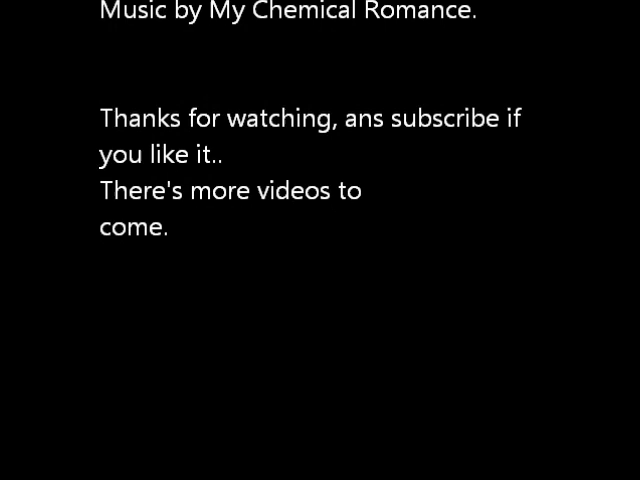 Music by My Chemical Romance.
Thanks for watching, ans subscribe if
you like it..
There's more videos to
come.